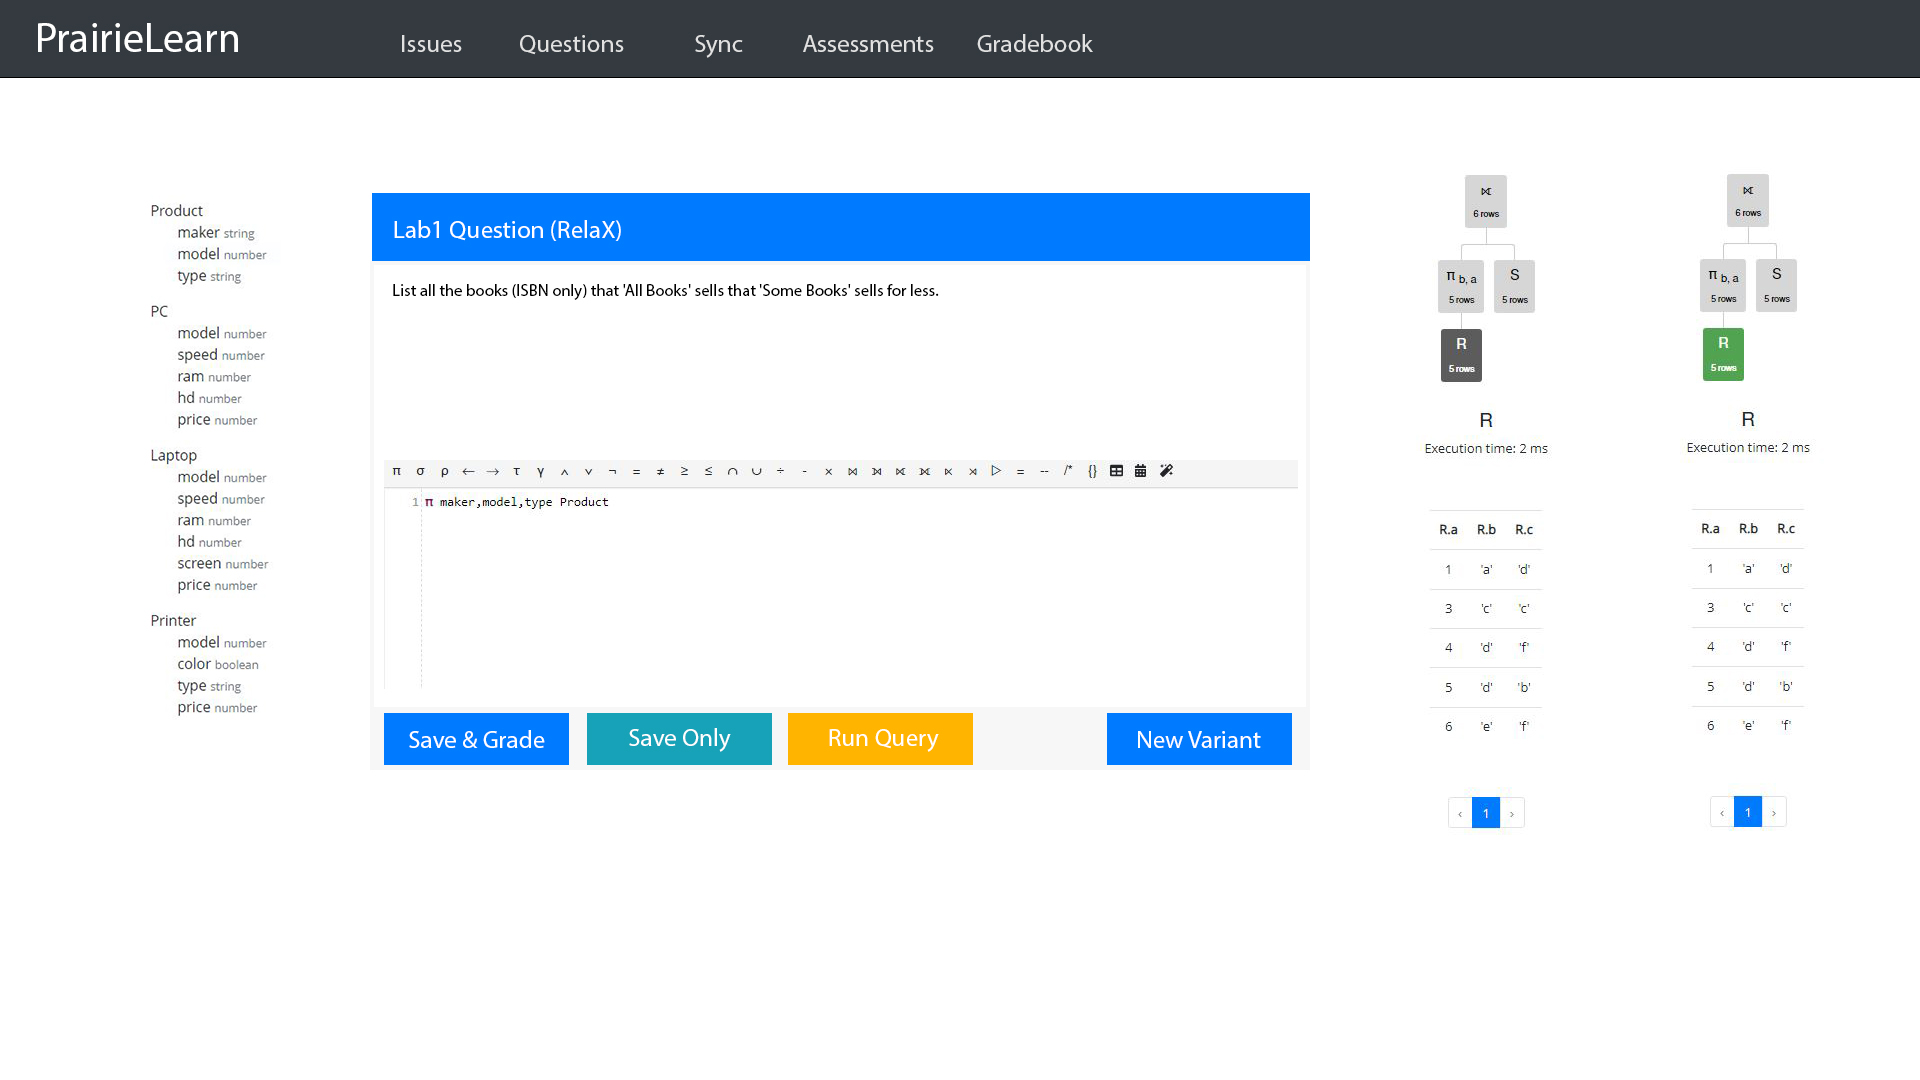 PrairieLearn
Issues Questions Sync Assessments Gradebook
Product
maker string
model number
type string
PC
model number
speed number
ram number
hd number
price number
Laptop
model number
speed number
ram number
hd number
screen number
price number
Printer
model number
color boolean
type string
price number
Lab1 Question (RelaX)
List all the books (ISBN only) that 'All Books' sells that 'Some Books' sells for less.
π σ ρ ← → τ γ ∧ ∨ ¬ = ≠ ≥ ≤ ∩ ∪ ÷ - × ⋈ ⟕ ⟖ ⟗ ⋉ ⋊ ▷ = -- /* {}
1 π maker,model,type Product
Save & Grade
Save Only
Run Query
New Variant
⟕
6 rows
π b, a
5 rows
S
5 rows
R
5 rows
R
Execution time: 2 ms
R.a R.b R.c
1 'a' 'd'
3 'c' 'c'
4 'd' 'f'
5 'd' 'b'
6 'e' 'f'
‹ 1 ›
⟕
6 rows
π b, a
5 rows
S
5 rows
R
5 rows
R
Execution time: 2 ms
R.a R.b R.c
1 'a' 'd'
3 'c' 'c'
4 'd' 'f'
5 'd' 'b'
6 'e' 'f'
‹ 1 ›